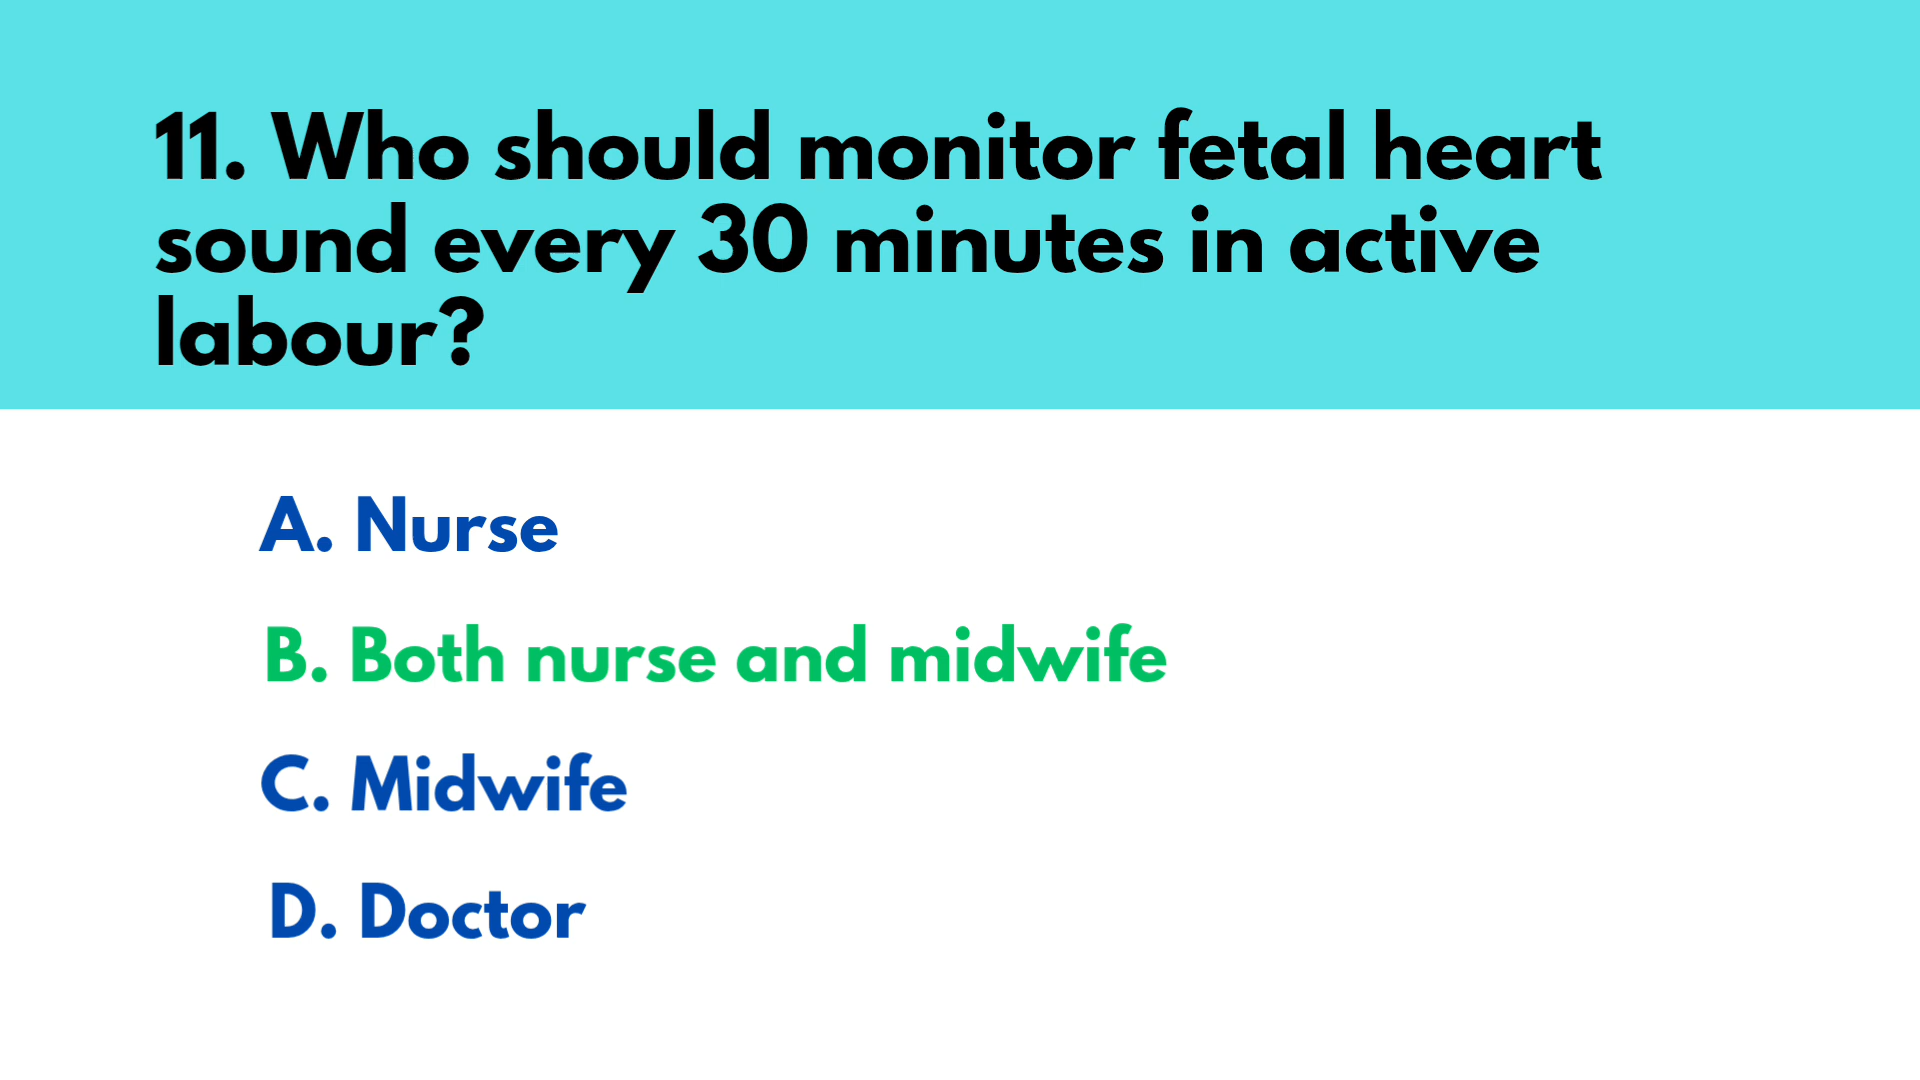 11. Who should monitor fetal heart
sound every 30 minutes in active
labour?
A. Nurse
B. Both nurse and midwife
C. Midwife
D. Doctor